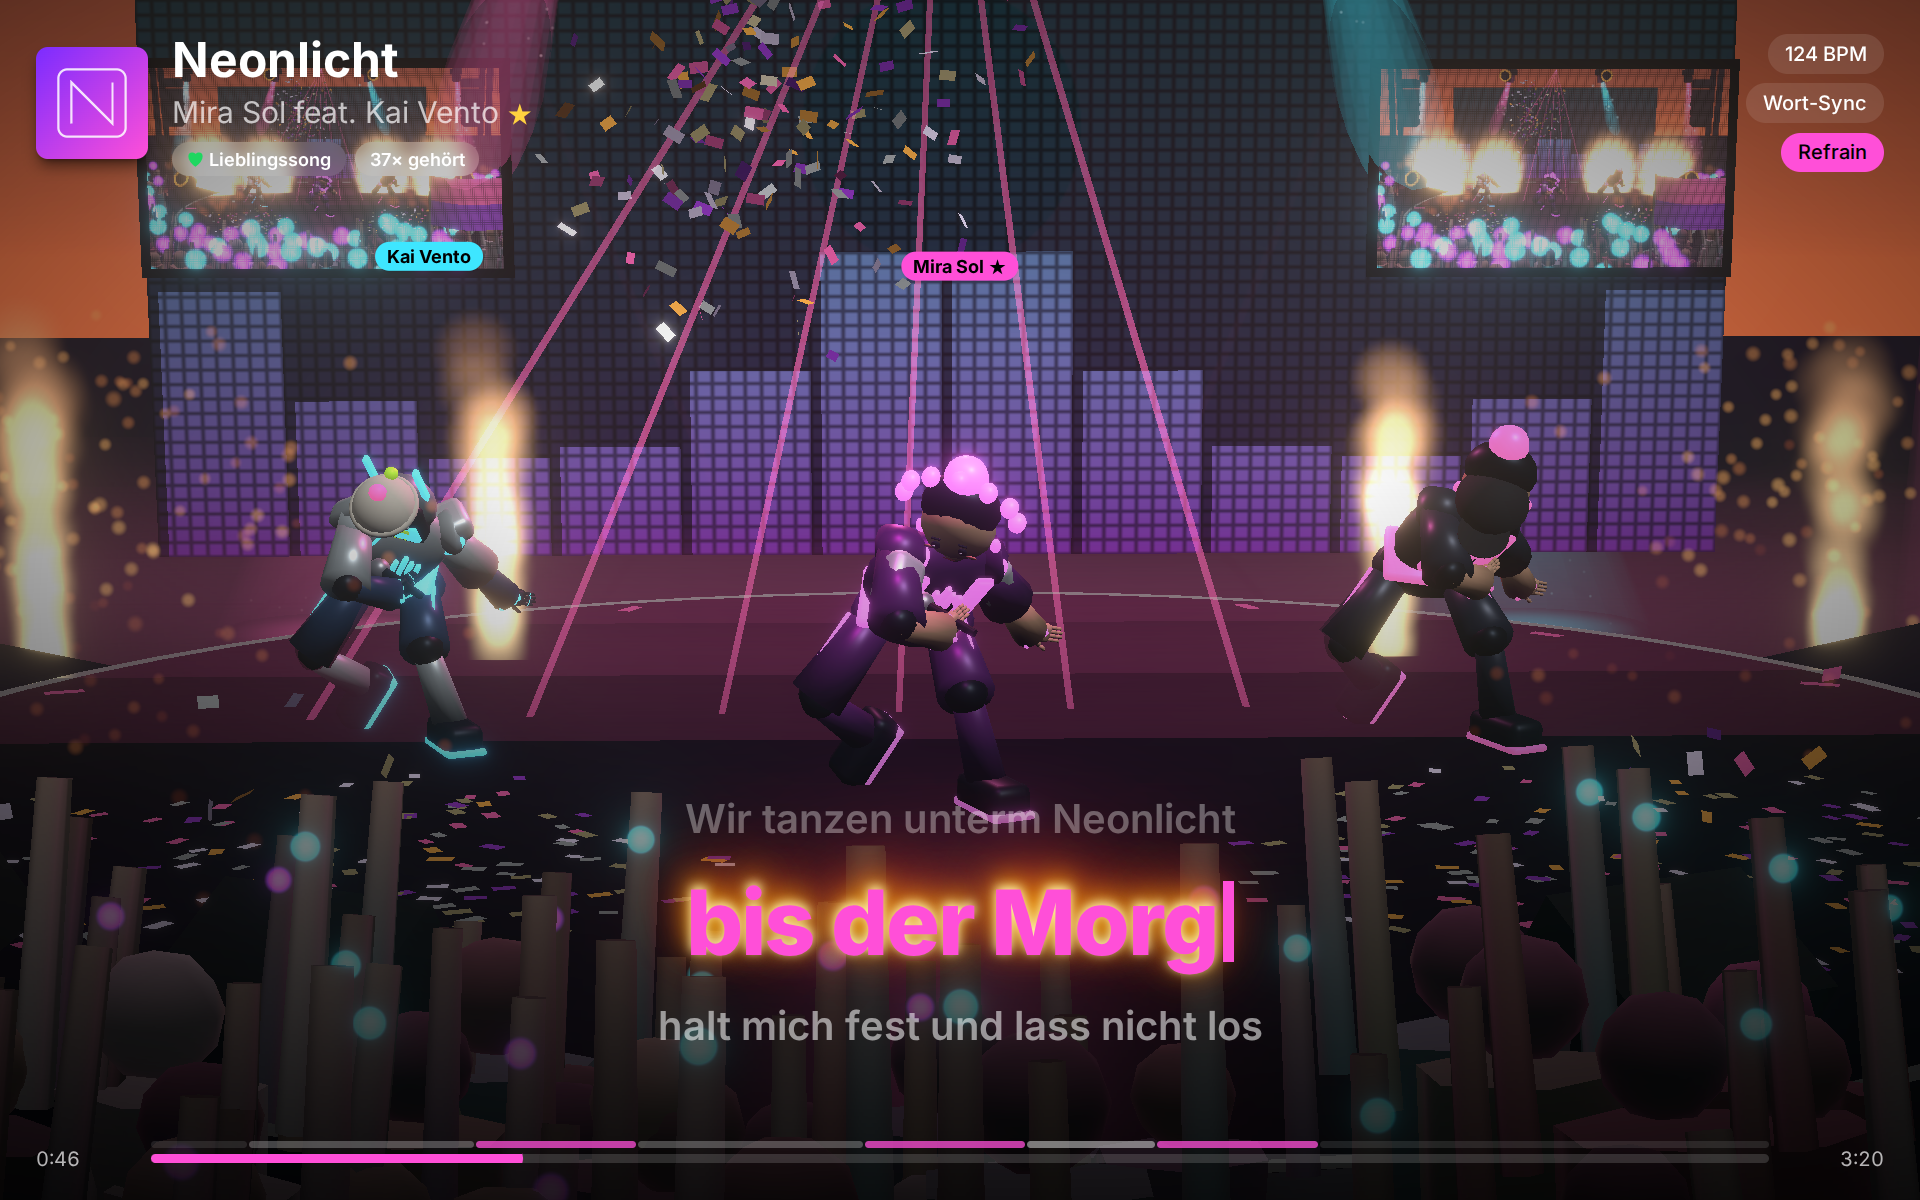 Neonlicht
Mira Sol feat. Kai Vento ★
Lieblingssong
37× gehört
124 BPM
Wort-Sync
Refrain
Kai Vento
Mira Sol ★
Wir tanzen unterm Neonlicht
bis der Morg
halt mich fest und lass nicht los
0:46
3:20